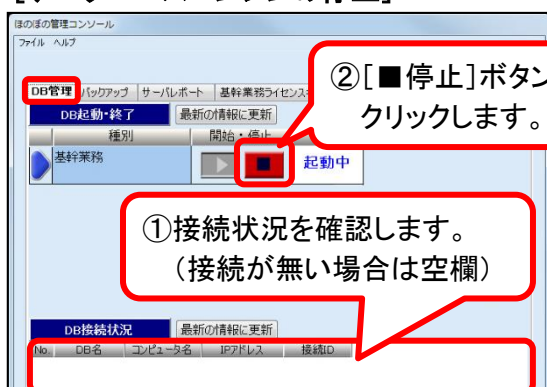 ほのぼの管理コンソール
ファイル ヘルプ
DB管理 バックアップ サーバレポート 基幹業務ライセンス
②[■停止]ボタン
クリックします。
DB起動・終了 最新の情報に更新
種別 開始・停止
基幹業務 起動中
①接続状況を確認します。
（接続が無い場合は空欄）
DB接続状況 最新の情報に更新
No. DB名 コンピュータ名 IPアドレス 接続ID